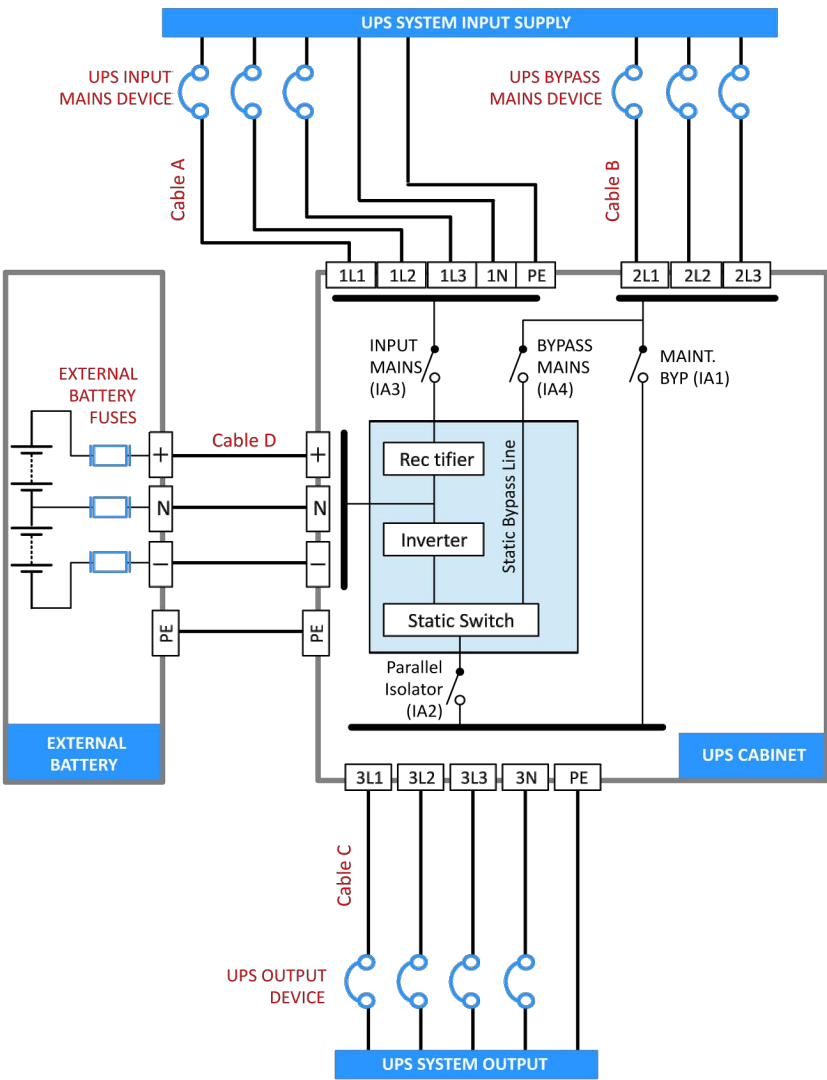 UPS SYSTEM INPUT SUPPLY
UPS INPUT
MAINS DEVICE
UPS BYPASS
MAINS DEVICE
Cable A
Cable B
1L1
1L2
1L3
1N
PE
2L1
2L2
2L3
INPUT
MAINS
(IA3)
BYPASS
MAINS
(IA4)
MAINT.
BYP (IA1)
EXTERNAL
BATTERY
FUSES
Cable D
+
+
N
N
–
–
PE
PE
Rec tifier
Inverter
Static Bypass Line
Static Switch
Parallel
Isolator
(IA2)
EXTERNAL
BATTERY
UPS CABINET
3L1
3L2
3L3
3N
PE
Cable C
UPS OUTPUT
DEVICE
UPS SYSTEM OUTPUT